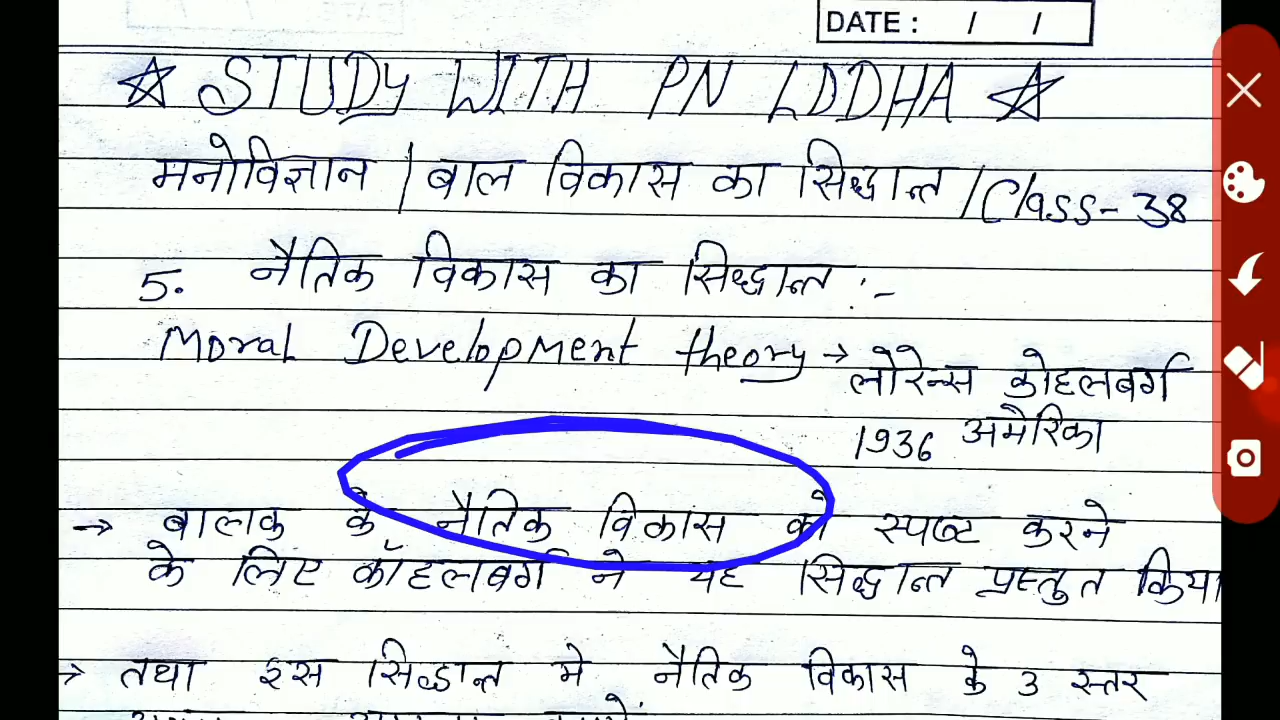 DATE : / /
☆ STUDY WITH PN LDDHA ☆
मनोविज्ञान / बाल विकास का सिद्धान्त / Class- 38
5. नैतिक विकास का सिद्धान्त :-
Moral Development theory → लोरेन्स कोहलबर्ग
1936 अमेरिका
→ बालक के नैतिक विकास को स्पष्ट करने
के लिए कॉहलबर्ग ने यह सिद्धान्त प्रस्तुत किया
→ तथा इस सिद्धान्त मे नैतिक विकास के 3 स्तर